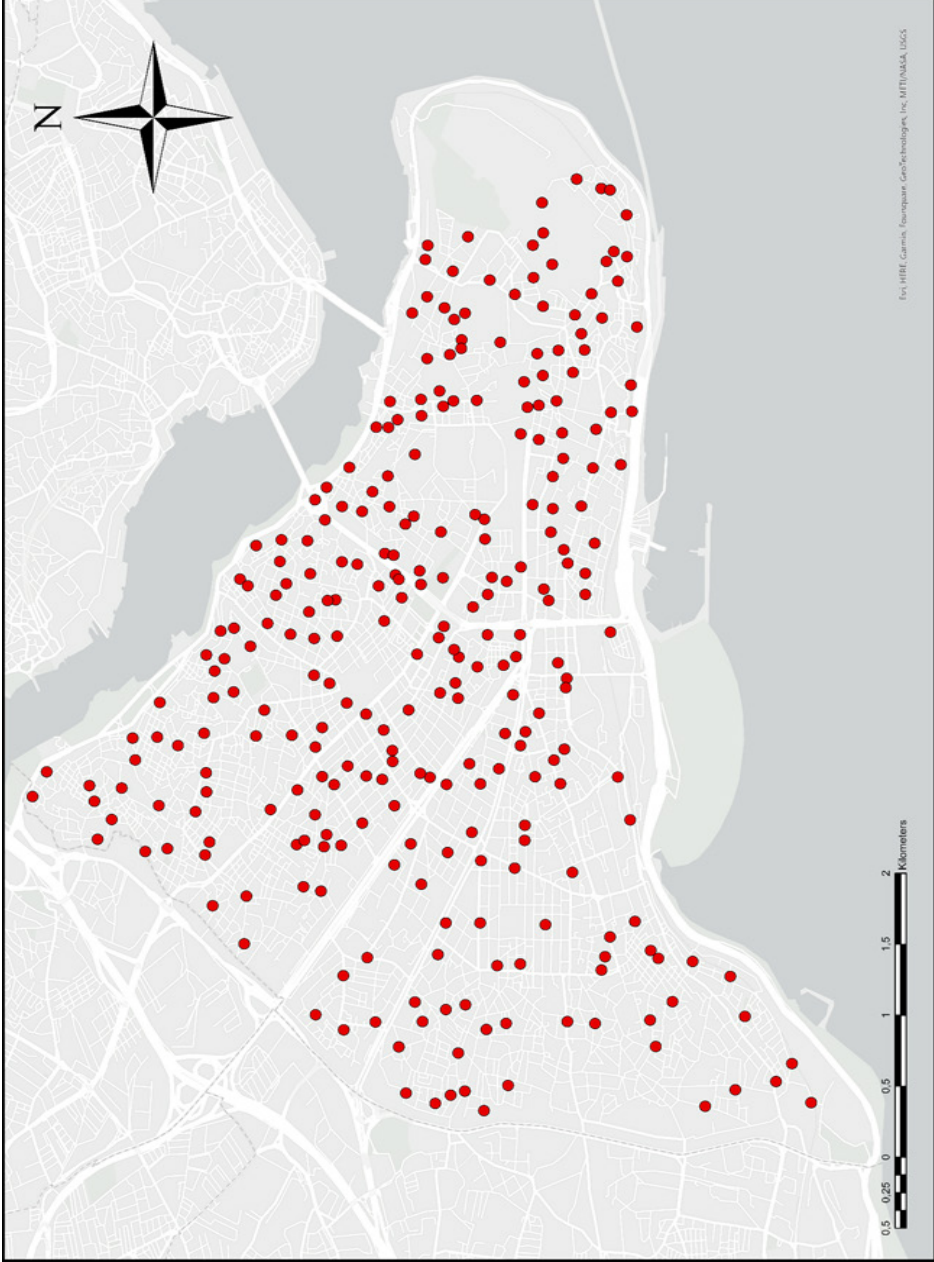 N
Esri, HERE, Garmin, Foursquare, GeoTechnologies, Inc, METI/NASA, USGS
0,5 0,25 0 0,5 1 1,5 2
Kilometers